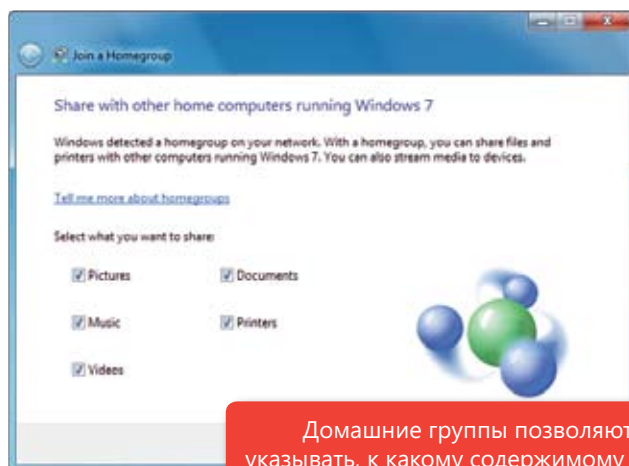 Join a Homegroup
Share with other home computers running Windows 7
Windows detected a homegroup on your network. With a homegroup, you can share files and
printers with other computers running Windows 7. You can also stream media to devices.
Tell me more about homegroups
Select what you want to share:
Pictures
Documents
Music
Printers
Videos
Домашние группы позволяют
указывать, к какому содержимому